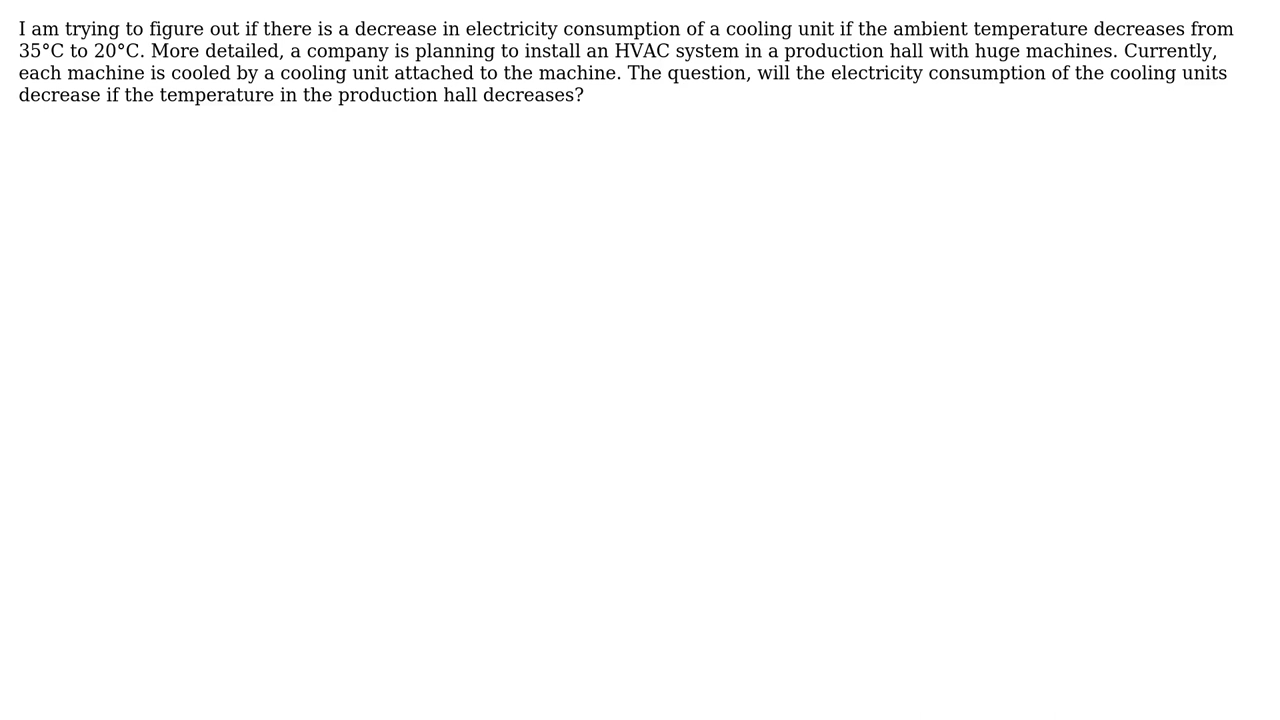 I am trying to figure out if there is a decrease in electricity consumption of a cooling unit if the ambient temperature decreases from
35°C to 20°C. More detailed, a company is planning to install an HVAC system in a production hall with huge machines. Currently,
each machine is cooled by a cooling unit attached to the machine. The question, will the electricity consumption of the cooling units
decrease if the temperature in the production hall decreases?